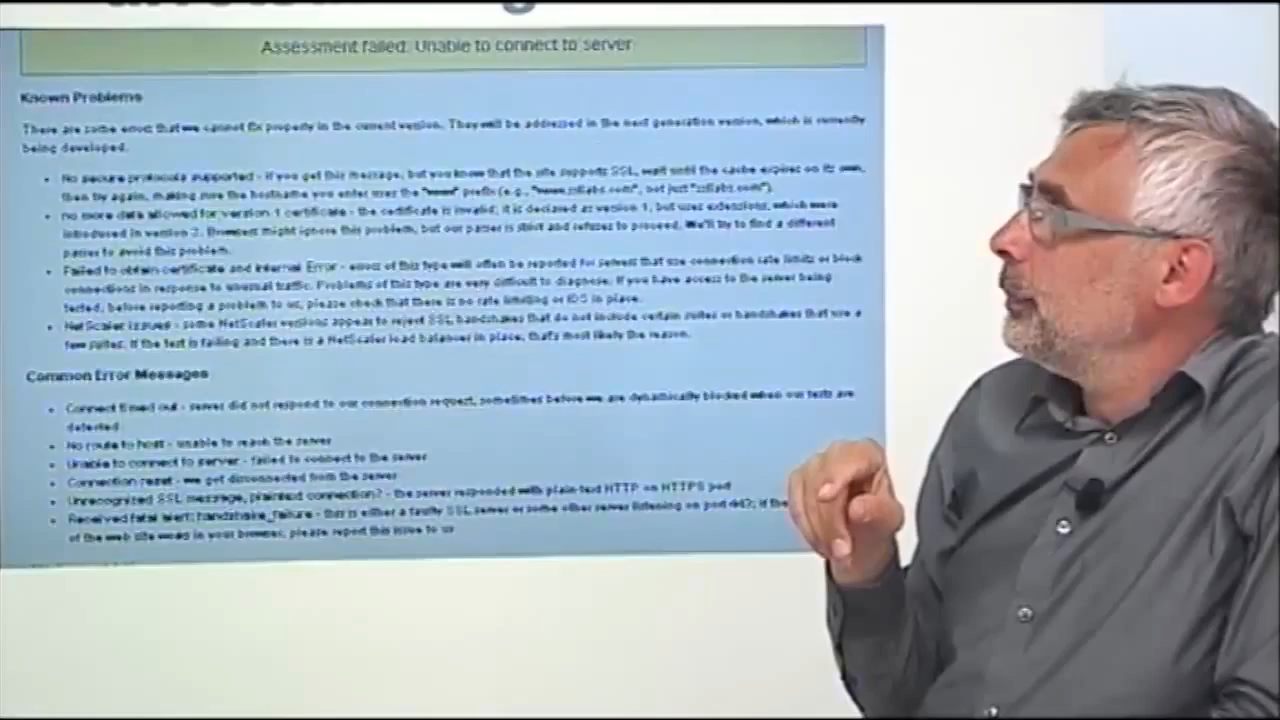 Assessment failed: Unable to connect to server
Known Problems
There are some errors that we cannot fix properly in the current version. They will be addressed in the next generation version, which is currently
being developed.
No secure protocols supported - if you get this message, but you know that the site supports SSL, wait until the cache expires on its own,
then try again, making sure the hostname you enter uses the "www" prefix (e.g., "www.ssllabs.com", not just "ssllabs.com").
no more data allowed for version 1 certificate - the certificate is invalid; it is declared as version 1, but uses extensions, which were
introduced in version 3. Browsers might ignore this problem, but our parser is strict and refuses to proceed. We'll try to find a different
parser to avoid this problem.
Failed to obtain certificate and Internal Error - errors of this type will often be reported for servers that use connection rate limits or block
connections in response to unusual traffic. Problems of this type are very difficult to diagnose. If you have access to the server being
tested, before reporting a problem to us, please check that there is no rate limiting or IDS in place.
NetScaler issues - some NetScaler versions appear to reject SSL handshakes that do not include certain suites or handshakes that use a
few suites. If the test is failing and there is a NetScaler load balancer in place, that's most likely the reason.
Common Error Messages
Connect timed out - server did not respond to our connection request, sometimes before we are dynamically blocked when our tests are
detected
No route to host - unable to reach the server
Unable to connect to server - failed to connect to the server
Connection reset - we got disconnected from the server
Unrecognized SSL message, plaintext connection? - the server responded with plain-text HTTP on HTTPS port
Received fatal alert: handshake_failure - this is either a faulty SSL server or some other server listening on port 443; if the
of the web site works in your browser, please report this issue to us